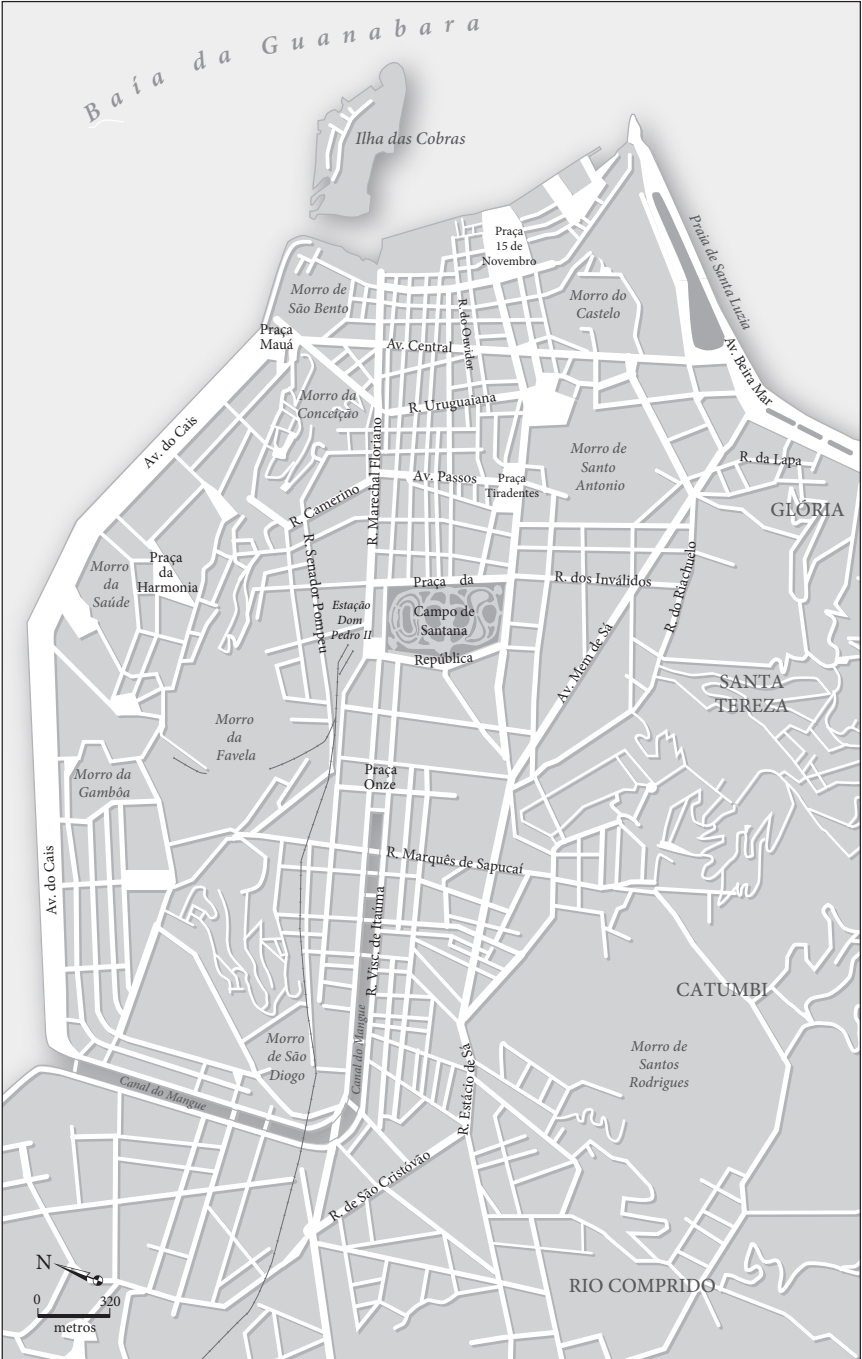 Baía da Guanabara
Ilha das Cobras
Praça
15 de
Novembro
Praia de Santa Luzia
Morro de
São Bento
R. do Ouvidor
Morro do
Castelo
Praça
Mauá
Av. Central
Av. Beira Mar
Morro da
Conceição
R. Uruguaiana
Av. do Cais
R. Marechal Floriano
Morro de
Santo
Antonio
R. da Lapa
Av. Passos
Praça
Tiradentes
R. Camerino
GLÓRIA
R. Senador Pompeu
Morro
da
Saúde
Praça
da
Harmonia
Praça da
R. dos Inválidos
R. do Riachuelo
Estação
Dom
Pedro II
Campo de
Santana
República
Av. Mem de Sá
SANTA
TEREZA
Morro
da
Favela
Morro da
Gambôa
Praça
Onze
Av. do Cais
R. Marquês de Sapucaí
R. Visc. de Itaúma
CATUMBI
Morro
de São
Diogo
Canal do Mangue
R. Estácio de Sá
Morro de
Santos
Rodrigues
Canal do Mangue
R. de São Cristóvão
N
0 320
metros
RIO COMPRIDO